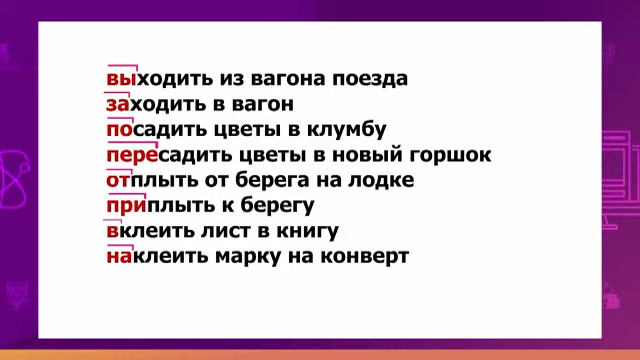 выходить из вагона поезда
заходить в вагон
посадить цветы в клумбу
пересадить цветы в новый горшок
отплыть от берега на лодке
приплыть к берегу
вклеить лист в книгу
наклеить марку на конверт